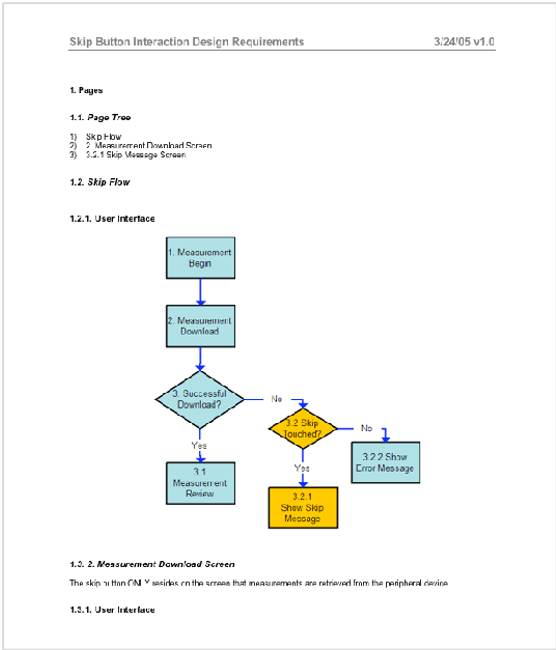 Skip Button Interaction Design Requirements 3/24/05 v1.0
1. Pages
1.1. Page Tree
1) Skip Flow
2) 2. Measurement Download Screen
3) 3.2.1 Skip Message Screen
1.2. Skip Flow
1.2.1. User Interface
1. Measurement
Begin
2. Measurement
Download
3. Successful
Download?
No
3.2 Skip
Touched?
No
Yes
3.1
Measurement
Review
Yes
3.2.2 Show
Error Message
3.2.1
Show Skip
Message
1.3. 2. Measurement Download Screen
The skip button ONLY resides on the screen that measurements are retrieved from the peripheral device
1.3.1. User Interface